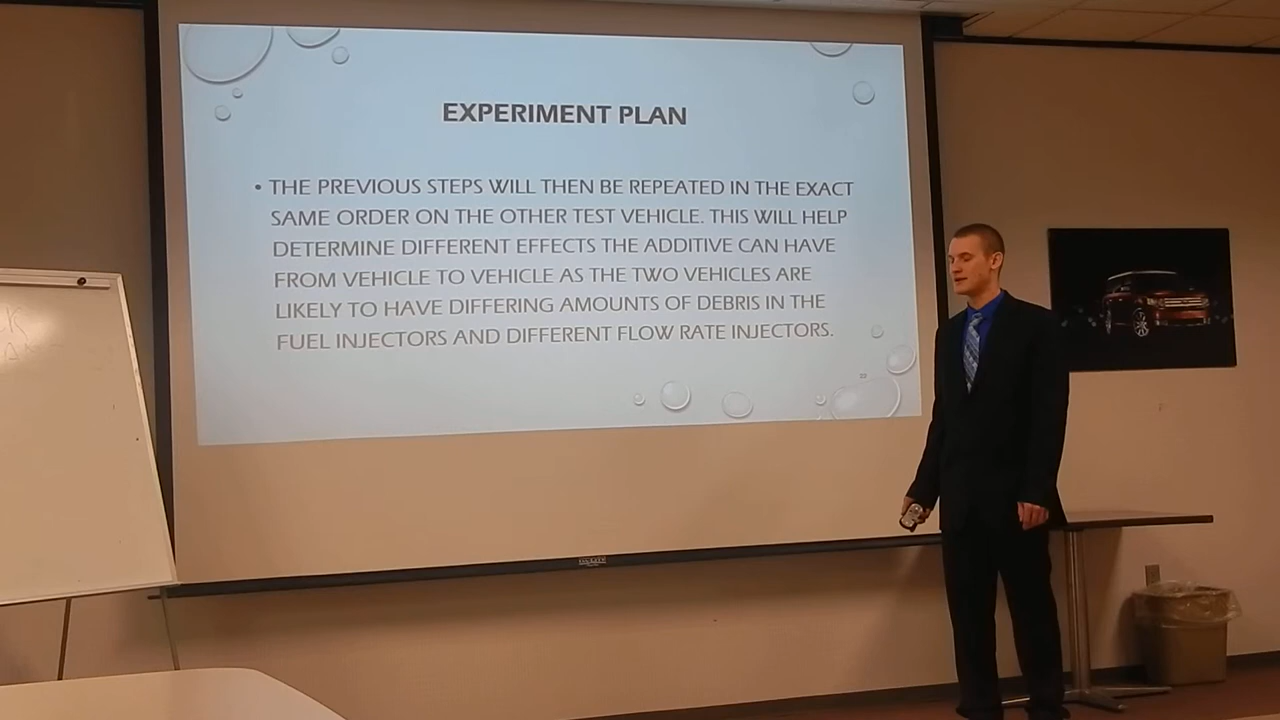 EXPERIMENT PLAN
• THE PREVIOUS STEPS WILL THEN BE REPEATED IN THE EXACT
SAME ORDER ON THE OTHER TEST VEHICLE. THIS WILL HELP
DETERMINE DIFFERENT EFFECTS THE ADDITIVE CAN HAVE
FROM VEHICLE TO VEHICLE AS THE TWO VEHICLES ARE
LIKELY TO HAVE DIFFERING AMOUNTS OF DEBRIS IN THE
FUEL INJECTORS AND DIFFERENT FLOW RATE INJECTORS.